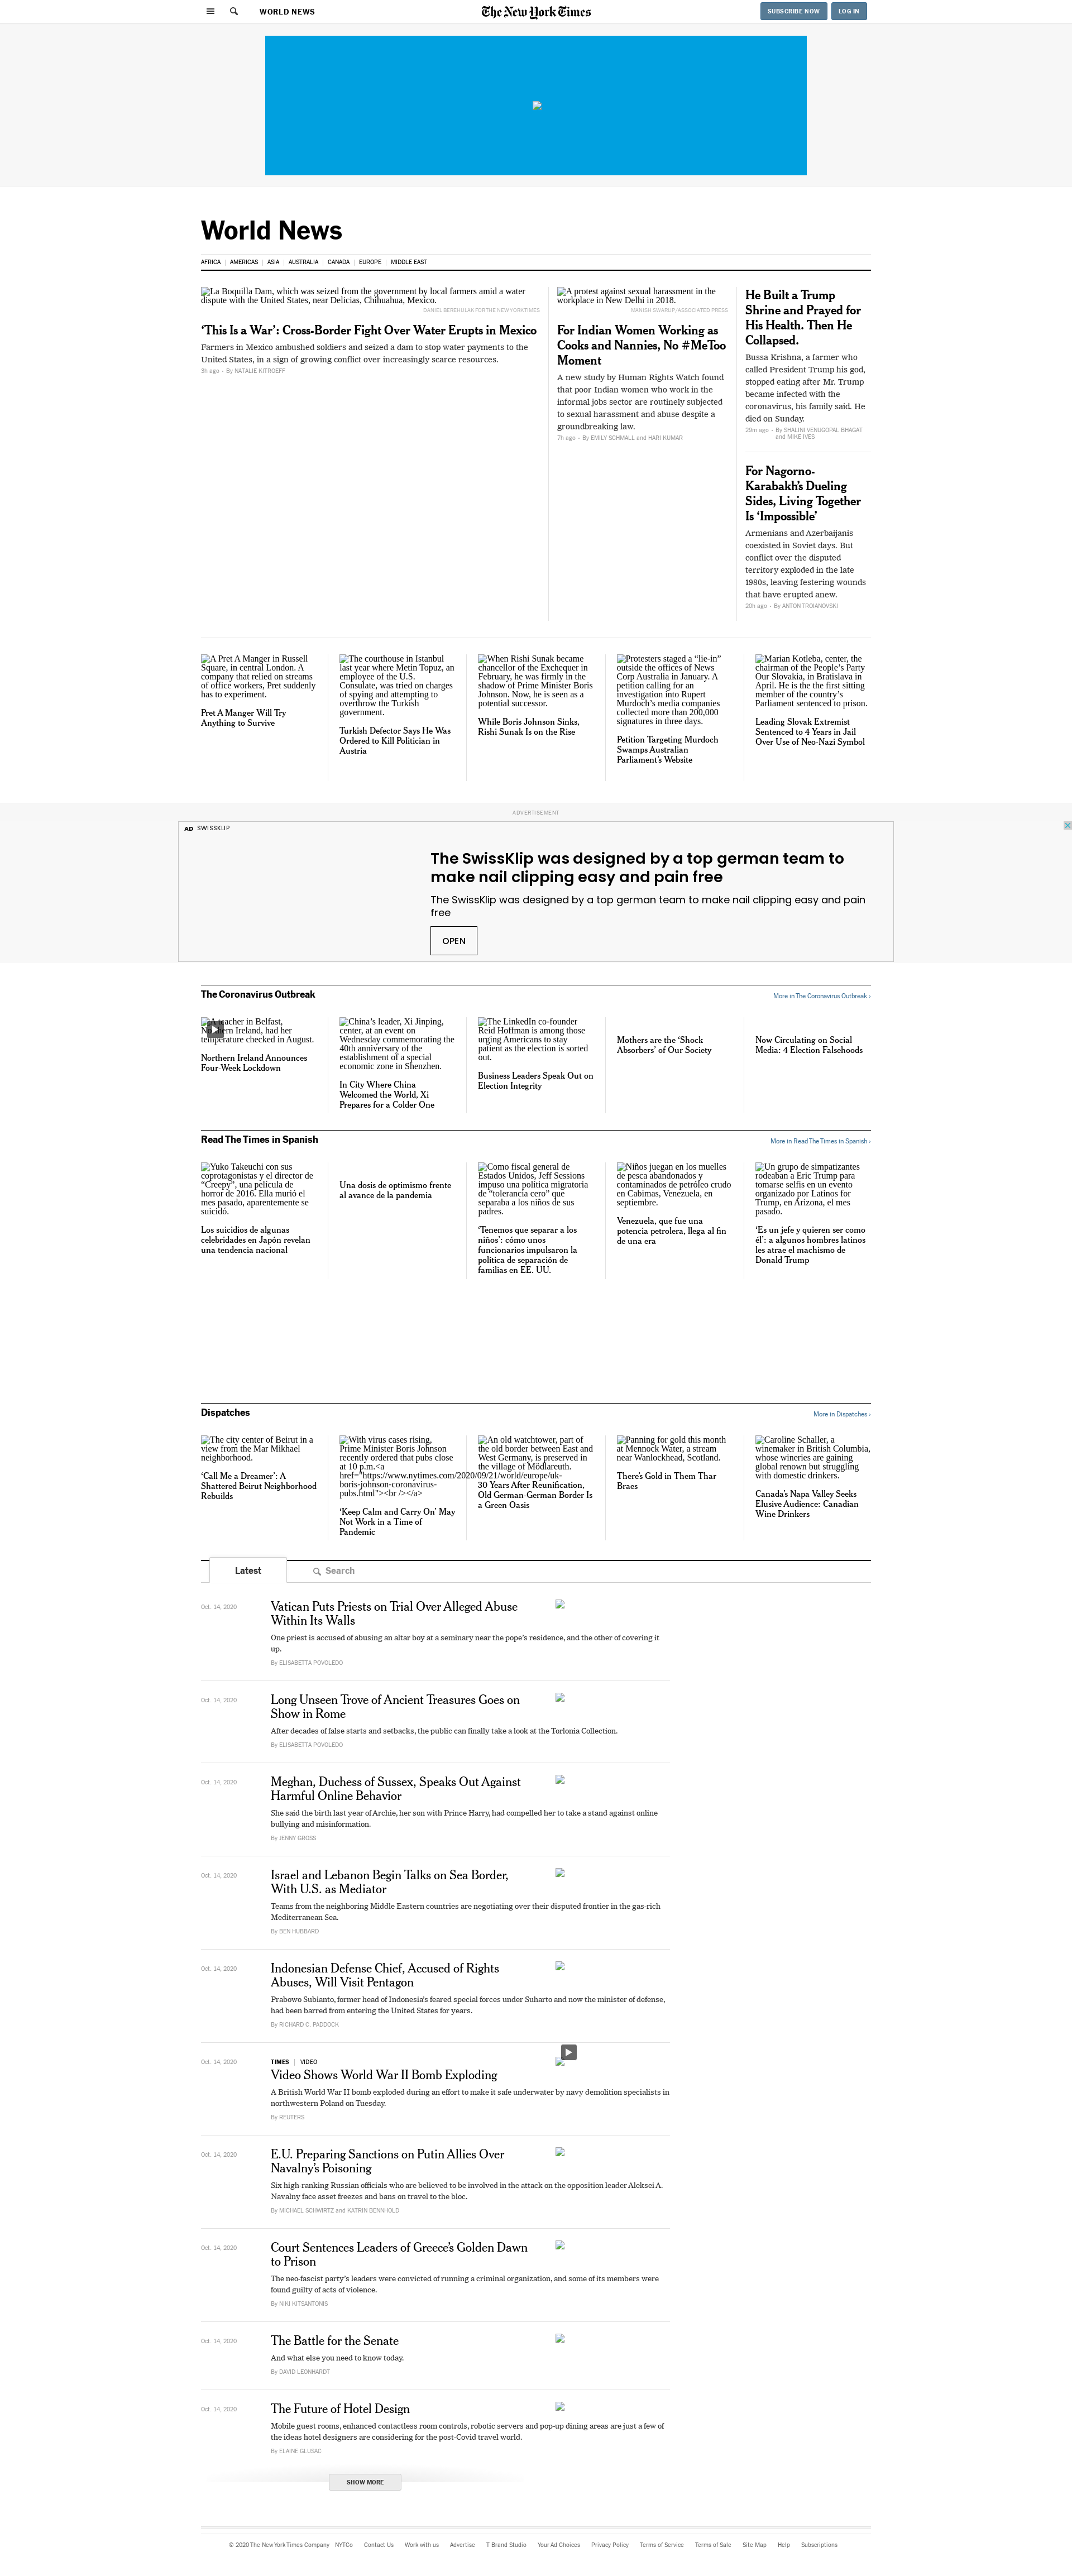 WORLD NEWS
The New York Times
SUBSCRIBE NOW
LOG IN
World News
AFRICA
AMERICAS
ASIA
AUSTRALIA
CANADA
EUROPE
MIDDLE EAST
La Boquilla Dam, which was seized from the government by local farmers amid a water
dispute with the United States, near Delicias, Chihuahua, Mexico.
DANIEL BEREHULAK FOR THE NEW YORK TIMES
‘This Is a War’: Cross-Border Fight Over Water Erupts in Mexico
Farmers in Mexico ambushed soldiers and seized a dam to stop water payments to the
United States, in a sign of growing conflict over increasingly scarce resources.
3h ago - By NATALIE KITROEFF
A protest against sexual harassment in the
workplace in New Delhi in 2018.
MANISH SWARUP/ASSOCIATED PRESS
For Indian Women Working as
Cooks and Nannies, No #MeToo
Moment
A new study by Human Rights Watch found
that poor Indian women who work in the
informal jobs sector are routinely subjected
to sexual harassment and abuse despite a
groundbreaking law.
7h ago - By EMILY SCHMALL and HARI KUMAR
He Built a Trump
Shrine and Prayed for
His Health. Then He
Collapsed.
Bussa Krishna, a farmer who
called President Trump his god,
stopped eating after Mr. Trump
became infected with the
coronavirus, his family said. He
died on Sunday.
29m ago - By SHALINI VENUGOPAL BHAGAT
and MIKE IVES
For Nagorno-
Karabakh’s Dueling
Sides, Living Together
Is ‘Impossible’
Armenians and Azerbaijanis
coexisted in Soviet days. But
conflict over the disputed
territory exploded in the late
1980s, leaving festering wounds
that have erupted anew.
20h ago - By ANTON TROIANOVSKI
A Pret A Manger in Russell
Square, in central London. A
company that relied on streams
of office workers, Pret suddenly
has to experiment.
Pret A Manger Will Try
Anything to Survive
The courthouse in Istanbul
last year where Metin Topuz, an
employee of the U.S.
Consulate, was tried on charges
of spying and attempting to
overthrow the Turkish
government.
Turkish Defector Says He Was
Ordered to Kill Politician in
Austria
When Rishi Sunak became
chancellor of the Exchequer in
February, he was firmly in the
shadow of Prime Minister Boris
Johnson. Now, he is seen as a
potential successor.
While Boris Johnson Sinks,
Rishi Sunak Is on the Rise
Protesters staged a “lie-in”
outside the offices of News
Corp Australia in January. A
petition calling for an
investigation into Rupert
Murdoch’s media companies
collected more than 200,000
signatures in three days.
Petition Targeting Murdoch
Swamps Australian
Parliament’s Website
Marian Kotleba, center, the
chairman of the People’s Party
Our Slovakia, in Bratislava in
April. He is the the first sitting
member of the country’s
Parliament sentenced to prison.
Leading Slovak Extremist
Sentenced to 4 Years in Jail
Over Use of Neo-Nazi Symbol
ADVERTISEMENT
AD SWISSKLIP
The SwissKlip was designed by a top german team to
make nail clipping easy and pain free
The SwissKlip was designed by a top german team to make nail clipping easy and pain
free
OPEN
The Coronavirus Outbreak
More in The Coronavirus Outbreak ›
teacher in Belfast,
Northern Ireland, had her
temperature checked in August.
Northern Ireland Announces
Four-Week Lockdown
China’s leader, Xi Jinping,
center, at an event on
Wednesday commemorating the
40th anniversary of the
establishment of a special
economic zone in Shenzhen.
In City Where China
Welcomed the World, Xi
Prepares for a Colder One
The LinkedIn co-founder
Reid Hoffman is among those
urging Americans to stay
patient as the election is sorted
out.
Business Leaders Speak Out on
Election Integrity
Mothers are the ‘Shock
Absorbers’ of Our Society
Now Circulating on Social
Media: 4 Election Falsehoods
Read The Times in Spanish
More in Read The Times in Spanish ›
Yuko Takeuchi con sus
coprotagonistas y el director de
“Creepy”, una película de
horror de 2016. Ella murió el
mes pasado, aparentemente se
suicidó.
Los suicidios de algunas
celebridades en Japón revelan
una tendencia nacional
Una dosis de optimismo frente
al avance de la pandemia
Como fiscal general de
Estados Unidos, Jeff Sessions
impuso una política migratoria
de “tolerancia cero” que
separaba a los niños de sus
padres.
‘Tenemos que separar a los
niños’: cómo unos
funcionarios impulsaron la
política de separación de
familias en EE. UU.
Niños juegan en los muelles
de pesca abandonados y
contaminados de petróleo crudo
en Cabimas, Venezuela, en
septiembre.
Venezuela, que fue una
potencia petrolera, llega al fin
de una era
Un grupo de simpatizantes
rodeaban a Eric Trump para
tomarse selfis en un evento
organizado por Latinos for
Trump, en Arizona, el mes
pasado.
‘Es un jefe y quieren ser como
él’: a algunos hombres latinos
les atrae el machismo de
Donald Trump
Dispatches
More in Dispatches ›
The city center of Beirut in a
view from the Mar Mikhael
neighborhood.
‘Call Me a Dreamer’: A
Shattered Beirut Neighborhood
Rebuilds
With virus cases rising,
Prime Minister Boris Johnson
recently ordered that pubs close
at 10 p.m.<a
href="https://www.nytimes.com/2020/09/21/world/europe/uk-
boris-johnson-coronavirus-
pubs.html"><br /></a>
‘Keep Calm and Carry On’ May
Not Work in a Time of
Pandemic
An old watchtower, part of
the old border between East and
West Germany, is preserved in
the village of Mödlareuth.
30 Years After Reunification,
Old German-German Border Is
a Green Oasis
Panning for gold this month
at Mennock Water, a stream
near Wanlockhead, Scotland.
There’s Gold in Them Thar
Braes
Caroline Schaller, a
winemaker in British Columbia,
whose wineries are gaining
global renown but struggling
with domestic drinkers.
Canada’s Napa Valley Seeks
Elusive Audience: Canadian
Wine Drinkers
Latest
Search
Oct. 14, 2020
Vatican Puts Priests on Trial Over Alleged Abuse
Within Its Walls
One priest is accused of abusing an altar boy at a seminary near the pope’s residence, and the other of covering it
up.
By ELISABETTA POVOLEDO
Oct. 14, 2020
Long Unseen Trove of Ancient Treasures Goes on
Show in Rome
After decades of false starts and setbacks, the public can finally take a look at the Torlonia Collection.
By ELISABETTA POVOLEDO
Oct. 14, 2020
Meghan, Duchess of Sussex, Speaks Out Against
Harmful Online Behavior
She said the birth last year of Archie, her son with Prince Harry, had compelled her to take a stand against online
bullying and misinformation.
By JENNY GROSS
Oct. 14, 2020
Israel and Lebanon Begin Talks on Sea Border,
With U.S. as Mediator
Teams from the neighboring Middle Eastern countries are negotiating over their disputed frontier in the gas-rich
Mediterranean Sea.
By BEN HUBBARD
Oct. 14, 2020
Indonesian Defense Chief, Accused of Rights
Abuses, Will Visit Pentagon
Prabowo Subianto, former head of Indonesia’s feared special forces under Suharto and now the minister of defense,
had been barred from entering the United States for years.
By RICHARD C. PADDOCK
Oct. 14, 2020
TIMES | VIDEO
Video Shows World War II Bomb Exploding
A British World War II bomb exploded during an effort to make it safe underwater by navy demolition specialists in
northwestern Poland on Tuesday.
By REUTERS
Oct. 14, 2020
E.U. Preparing Sanctions on Putin Allies Over
Navalny’s Poisoning
Six high-ranking Russian officials who are believed to be involved in the attack on the opposition leader Aleksei A.
Navalny face asset freezes and bans on travel to the bloc.
By MICHAEL SCHWIRTZ and KATRIN BENNHOLD
Oct. 14, 2020
Court Sentences Leaders of Greece’s Golden Dawn
to Prison
The neo-fascist party’s leaders were convicted of running a criminal organization, and some of its members were
found guilty of acts of violence.
By NIKI KITSANTONIS
Oct. 14, 2020
The Battle for the Senate
And what else you need to know today.
By DAVID LEONHARDT
Oct. 14, 2020
The Future of Hotel Design
Mobile guest rooms, enhanced contactless room controls, robotic servers and pop-up dining areas are just a few of
the ideas hotel designers are considering for the post-Covid travel world.
By ELAINE GLUSAC
SHOW MORE
© 2020 The New York Times Company
NYTCo
Contact Us
Work with us
Advertise
T Brand Studio
Your Ad Choices
Privacy Policy
Terms of Service
Terms of Sale
Site Map
Help
Subscriptions